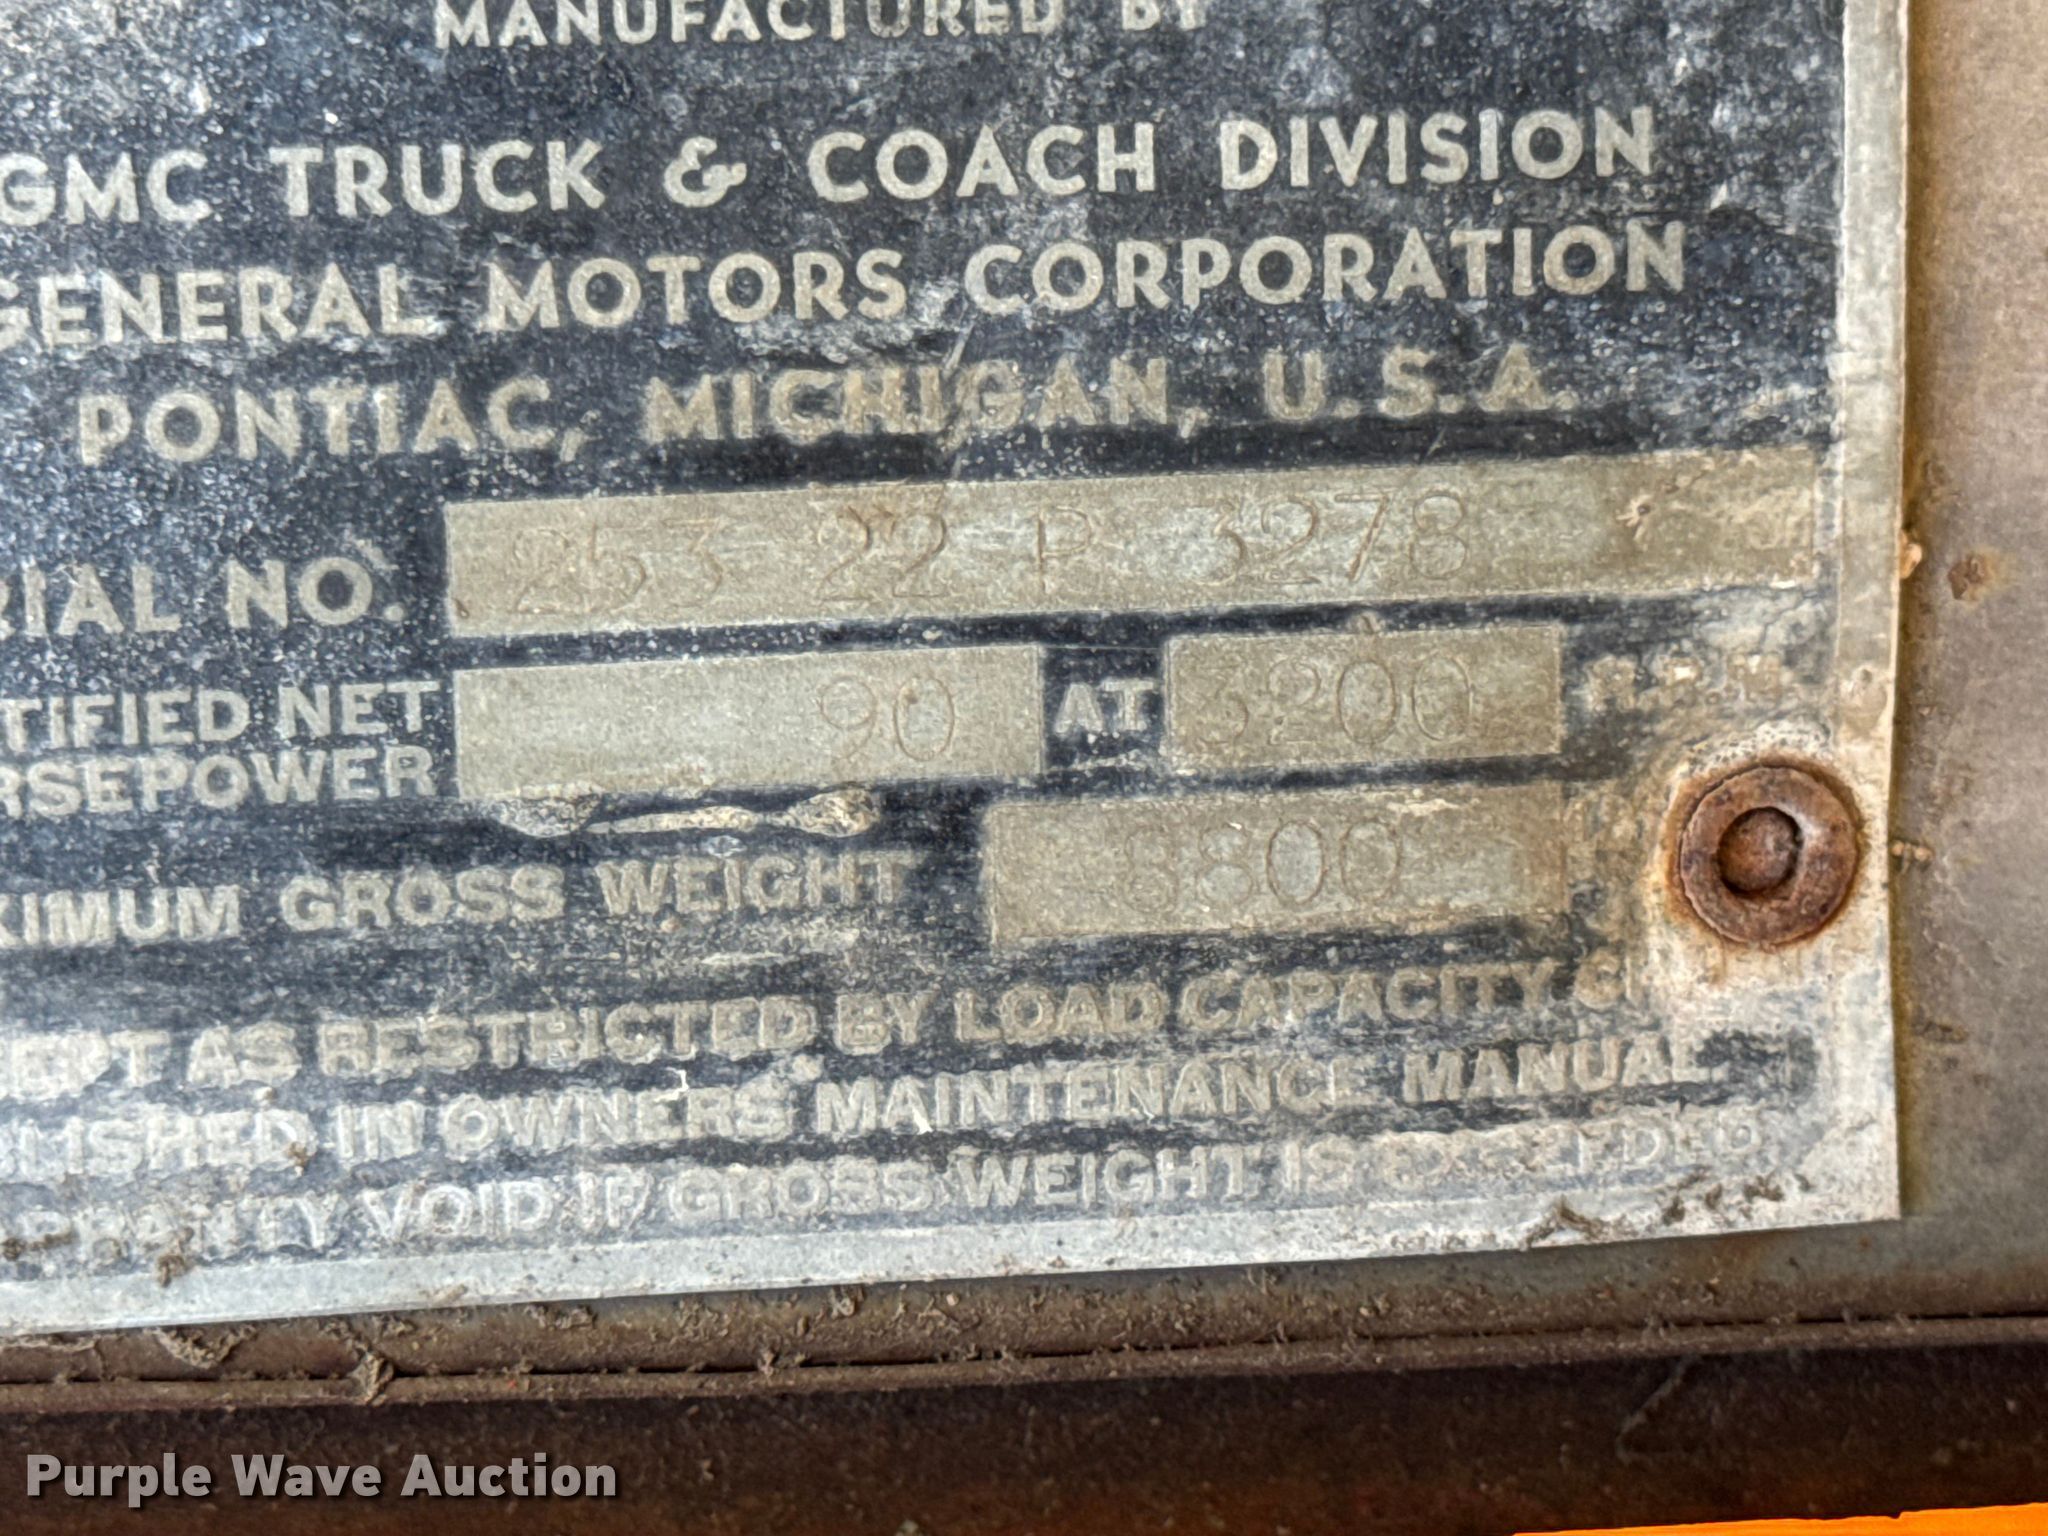 MANUFACTURED BY
GMC TRUCK & COACH DIVISION
GENERAL MOTORS CORPORATION
PONTIAC, MICHIGAN, U.S.A.
RIAL NO. 253 22 P 3278
TIFIED NET
RSEPOWER 90 AT 3200 R.P.M.
XIMUM GROSS WEIGHT 8800
EPT AS RESTRICTED BY LOAD CAPACITY
LISHED IN OWNERS MAINTENANCE MANUAL.
RRANTY VOID IF GROSS WEIGHT IS EXCEEDED
Purple Wave Auction